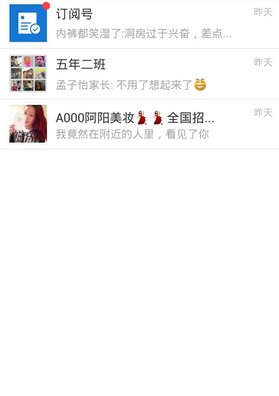 订阅号
昨天
内裤都笑湿了:洞房过于兴奋，差点...
五年二班
昨天
孟子怡家长: 不用了想起来了
A000阿阳美妆 全国招...
昨天
我竟然在附近的人里，看见了你